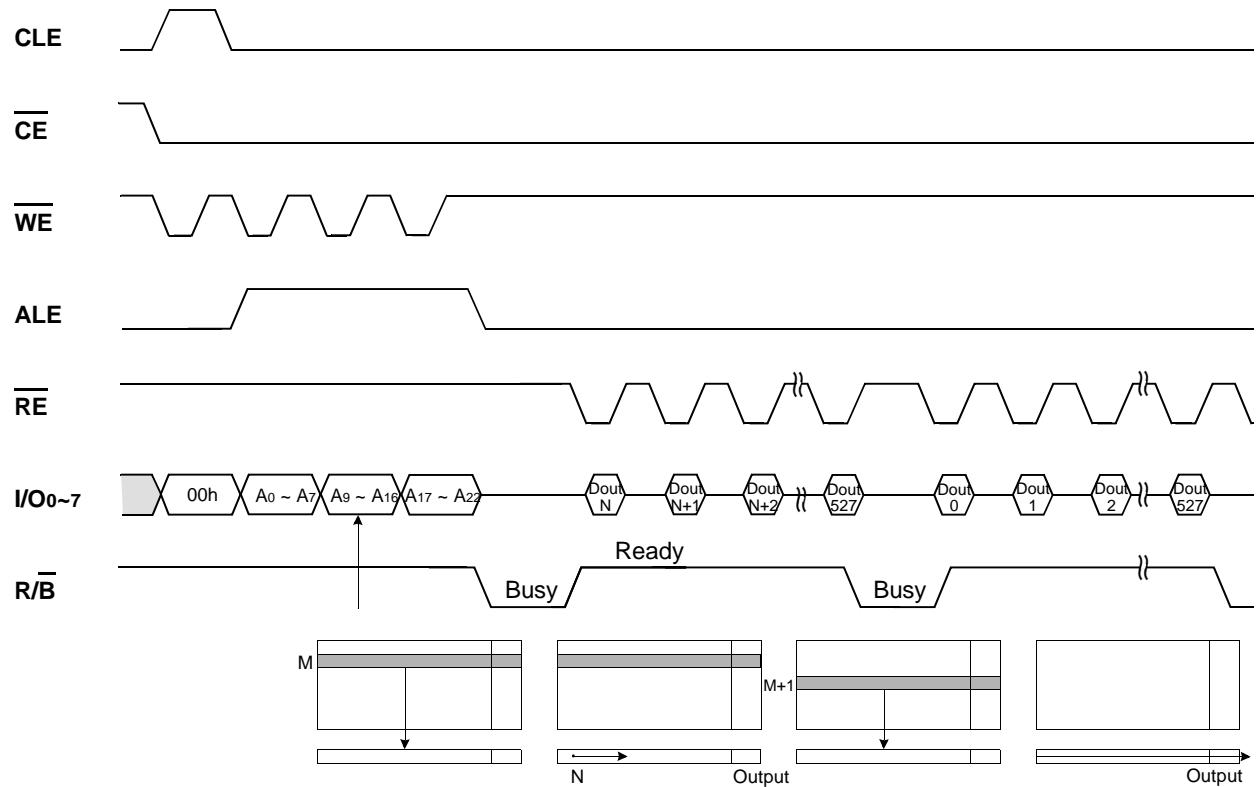 CLE
CE
WE
ALE
RE
I/O0~7
00h
A0 ~ A7
A9 ~ A16
A17 ~ A22
Dout
N
Dout
N+1
Dout
N+2
Dout
527
Dout
0
Dout
1
Dout
2
Dout
527
R/B
Busy
Ready
Busy
M
M+1
N
Output
Output